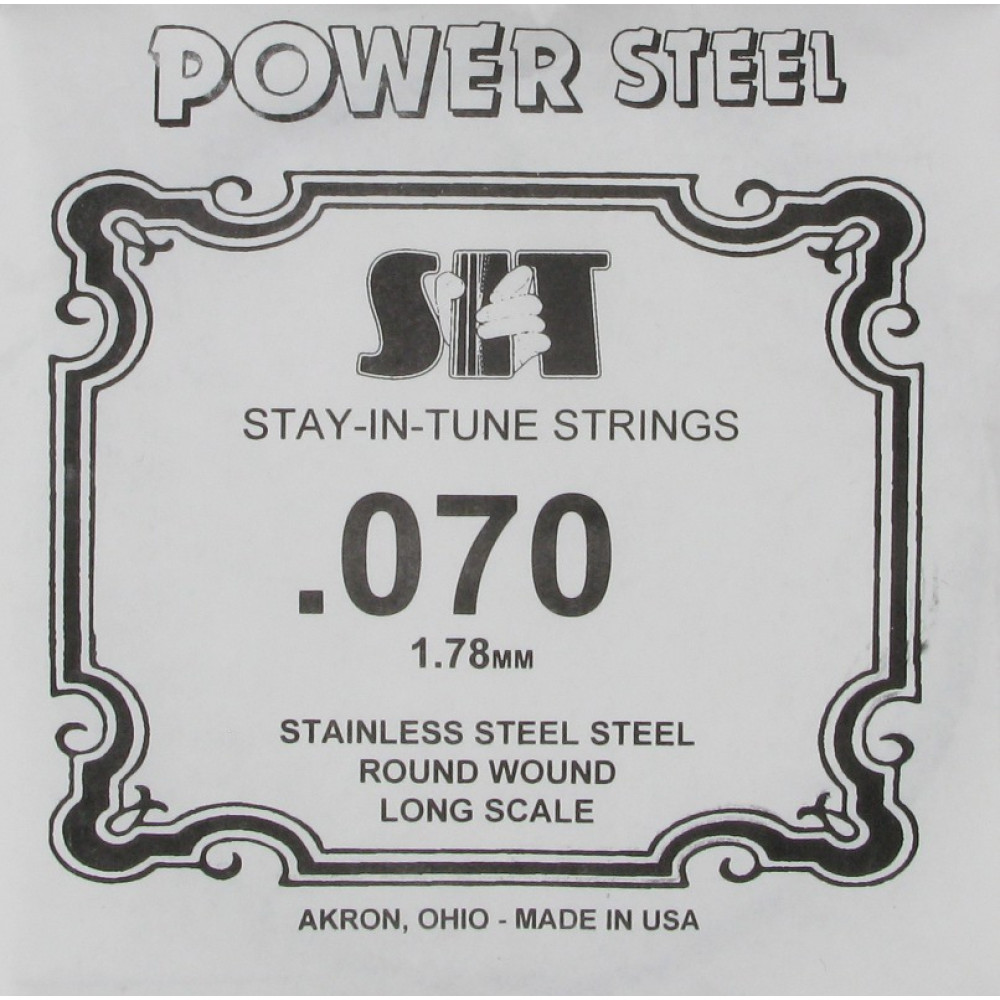 POWER STEEL
SIT
STAY-IN-TUNE STRINGS
.070
1.78MM
STAINLESS STEEL STEEL
ROUND WOUND
LONG SCALE
AKRON, OHIO - MADE IN USA